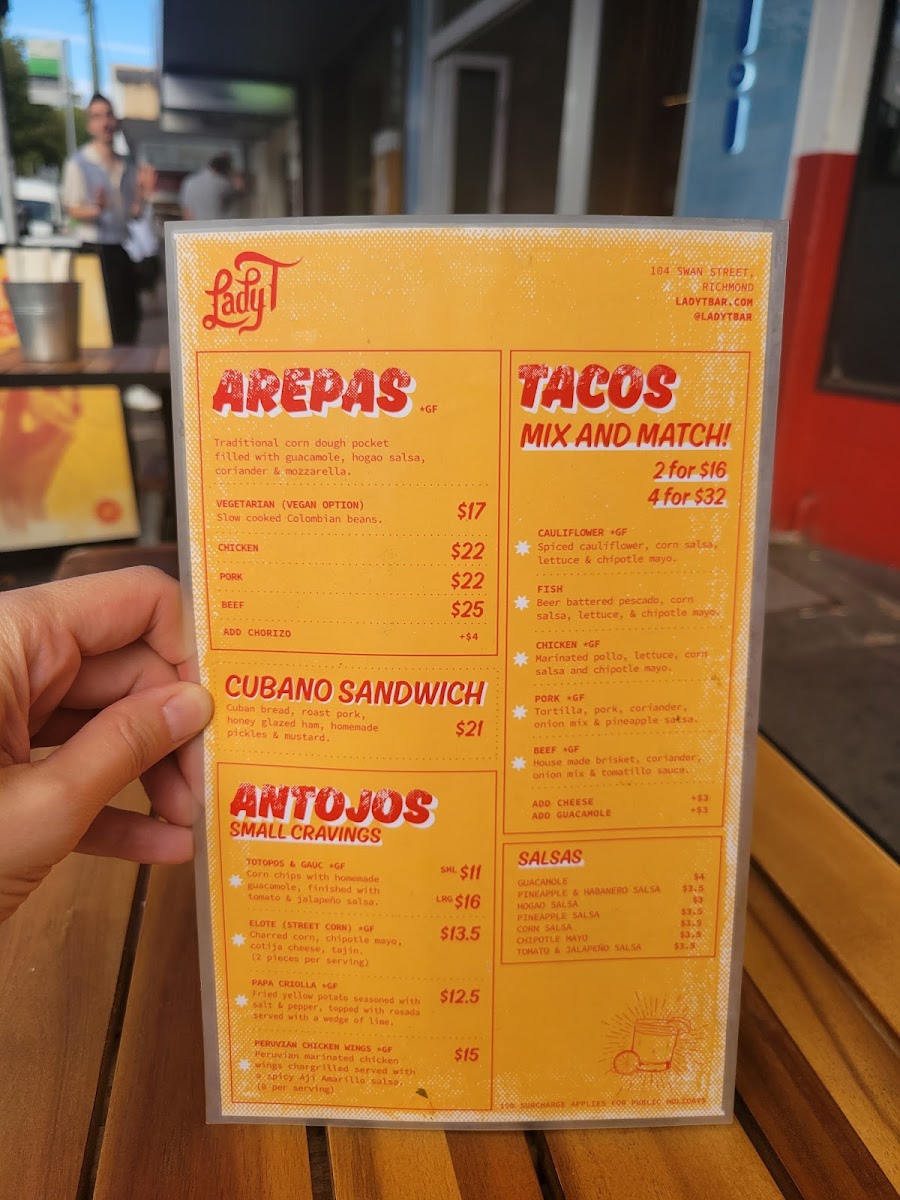 Lady T
104 SWAN STREET,
RICHMOND
LADYTBAR.COM
@LADYTBAR
AREPAS *GF
Traditional corn dough pocket
filled with guacamole, hogao salsa,
coriander & mozzarella.
VEGETARIAN (VEGAN OPTION)
Slow cooked Colombian beans. $17
CHICKEN $22
PORK $22
BEEF $25
ADD CHORIZO +$4
CUBANO SANDWICH
Cuban bread, roast pork,
honey glazed ham, homemade $21
pickles & mustard.
ANTOJOS
SMALL CRAVINGS
TOTOPOS & GAUC *GF
Corn chips with homemade SML $11
guacamole, finished with
tomato & jalapeño salsa. LRG $16
ELOTE (STREET CORN) *GF
Charred corn, chipotle mayo, $13.5
cotija cheese, tajin.
(2 pieces per serving)
PAPA CRIOLLA *GF
Fried yellow potato seasoned with $12.5
salt & pepper, topped with rosada
served with a wedge of lime.
PERUVIAN CHICKEN WINGS *GF
Peruvian marinated chicken $15
wings chargrilled served with
a spicy Aji Amarillo salsa.
(6 per serving)
TACOS
MIX AND MATCH!
2 for $16
4 for $32
CAULIFLOWER *GF
Spiced cauliflower, corn salsa,
lettuce & chipotle mayo.
FISH
Beer battered pescado, corn
salsa, lettuce, & chipotle mayo.
CHICKEN *GF
Marinated pollo, lettuce, corn
salsa and chipotle mayo.
PORK *GF
Tortilla, pork, coriander,
onion mix & pineapple salsa.
BEEF *GF
House made brisket, coriander,
onion mix & tomatillo sauce.
ADD CHEESE +$3
ADD GUACAMOLE +$3
SALSAS
GUACAMOLE $4
PINEAPPLE & HABANERO SALSA $3.5
HOGAO SALSA $3
PINEAPPLE SALSA $3.5
CORN SALSA $3.5
CHIPOTLE MAYO $3.5
TOMATO & JALAPEÑO SALSA $3.5
SURCHARGE APPLIES FOR PUBLIC HOLIDAYS